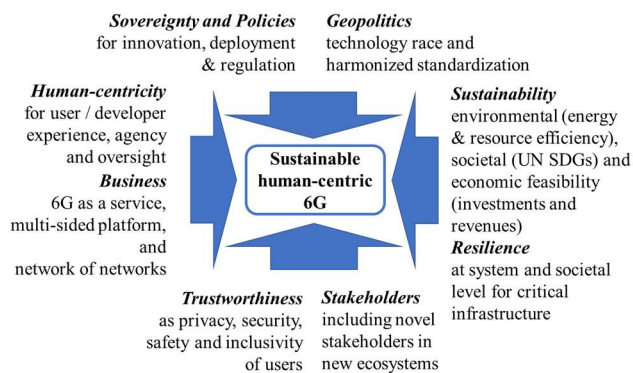 Sovereignty and Policies
for innovation, deployment
& regulation
Geopolitics
technology race and
harmonized standardization
Human-centricity
for user / developer
experience, agency
and oversight
Business
6G as a service,
multi-sided platform,
and
network of networks
Sustainable
human-centric
6G
Sustainability
environmental (energy
& resource efficiency),
societal (UN SDGs) and
economic feasibility
(investments and
revenues)
Resilience
at system and societal
level for critical
infrastructure
Trustworthiness
as privacy, security,
safety and inclusivity
of users
Stakeholders
including novel
stakeholders in
new ecosystems